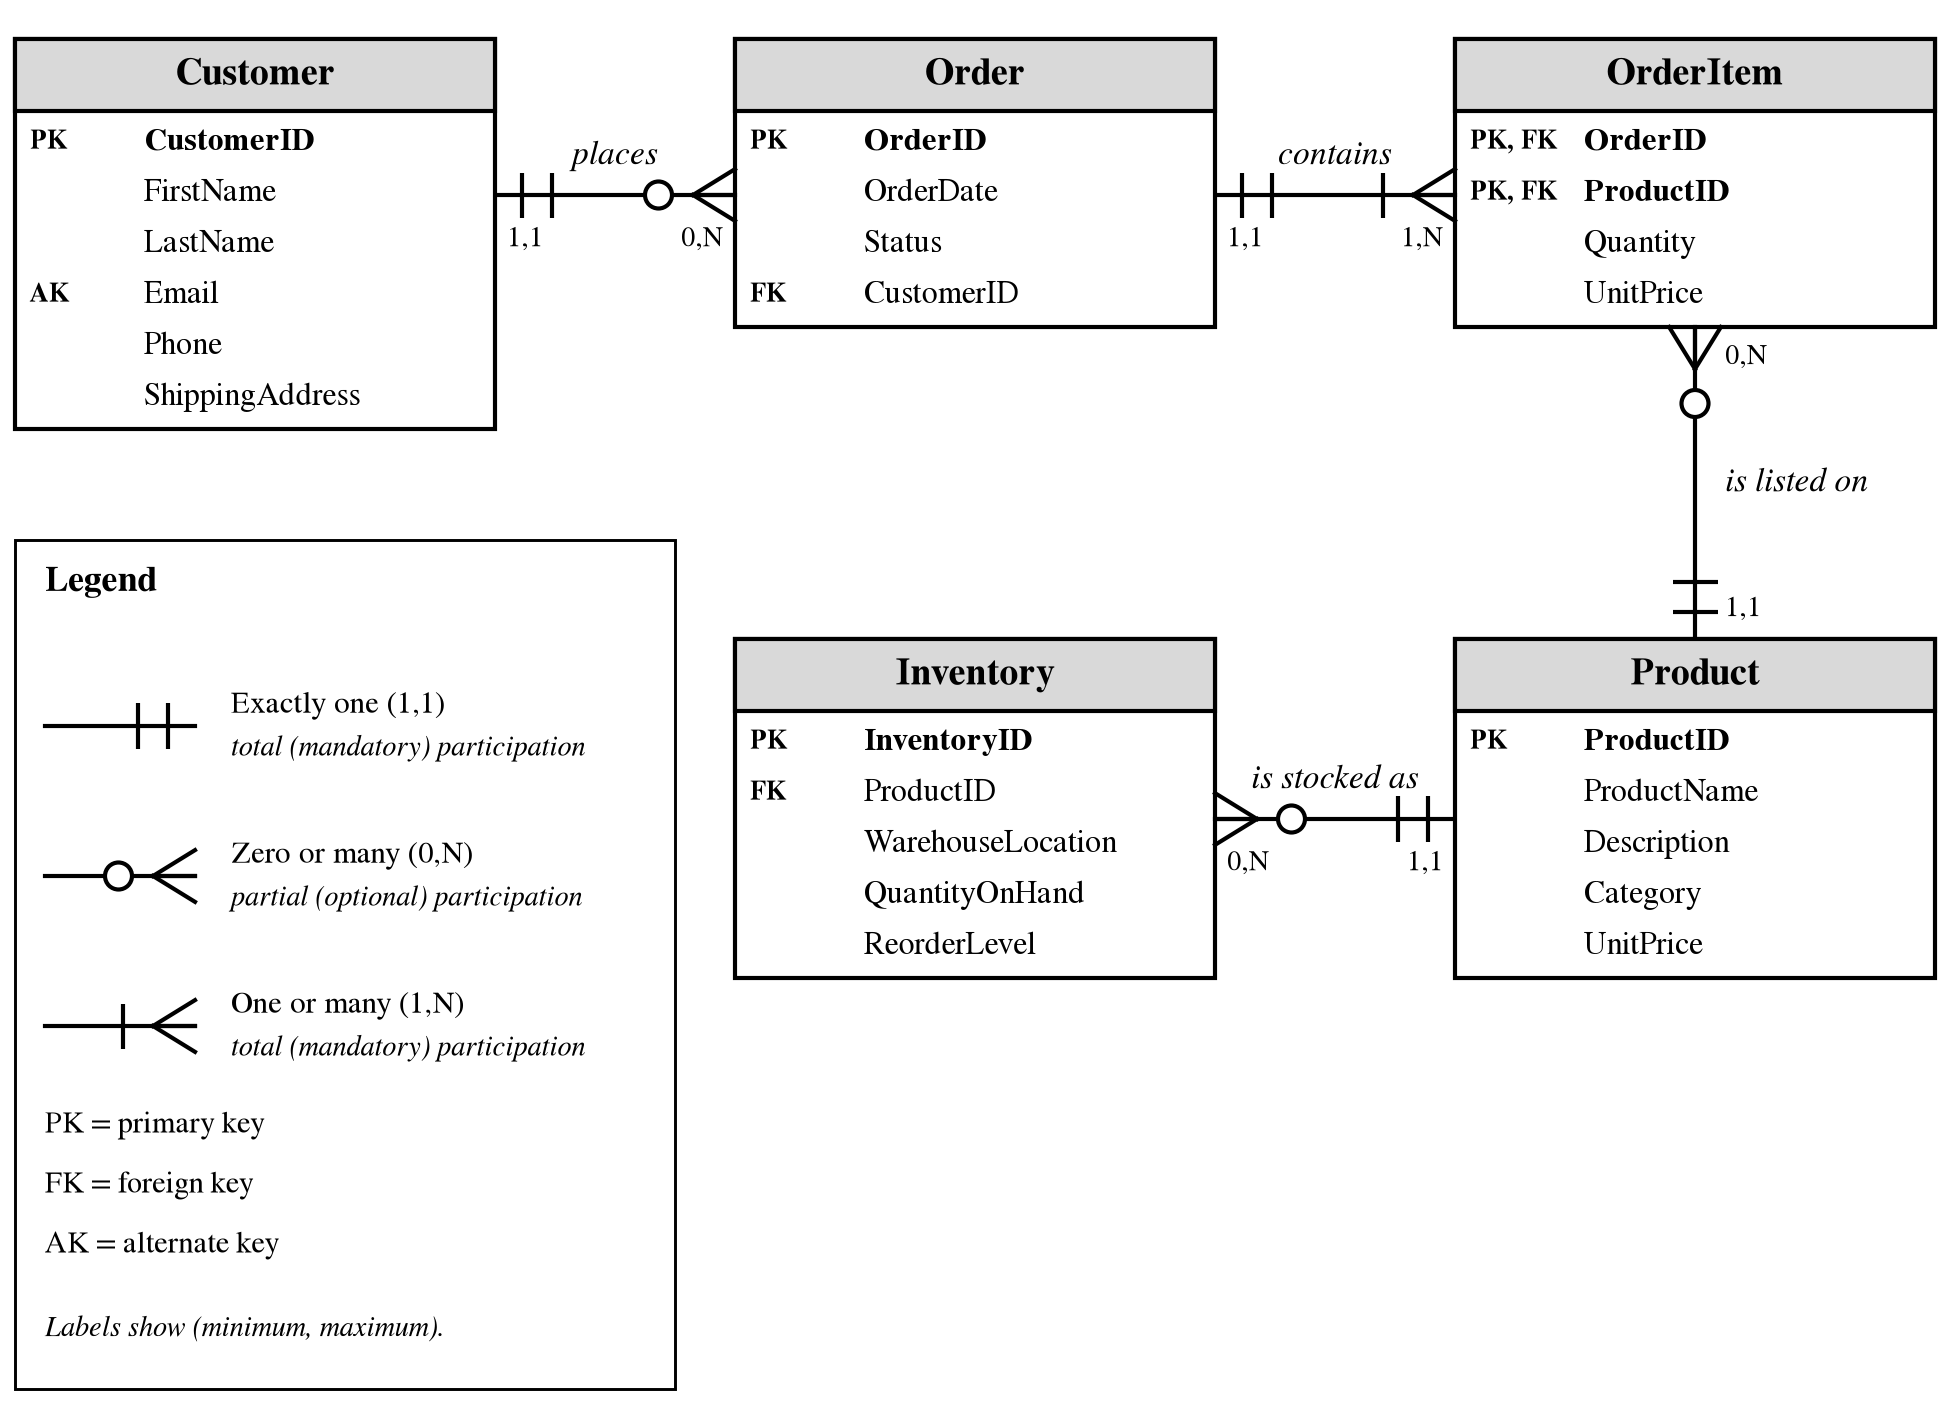 Customer
PK CustomerID
FirstName
LastName
AK Email
Phone
ShippingAddress
places
1,1
0,N
Order
PK OrderID
OrderDate
Status
FK CustomerID
contains
1,1
1,N
OrderItem
PK, FK OrderID
PK, FK ProductID
Quantity
UnitPrice
0,N
is listed on
1,1
Legend
Exactly one (1,1)
total (mandatory) participation
Zero or many (0,N)
partial (optional) participation
One or many (1,N)
total (mandatory) participation
PK = primary key
FK = foreign key
AK = alternate key
Labels show (minimum, maximum).
Inventory
PK InventoryID
FK ProductID
WarehouseLocation
QuantityOnHand
ReorderLevel
is stocked as
0,N
1,1
Product
PK ProductID
ProductName
Description
Category
UnitPrice